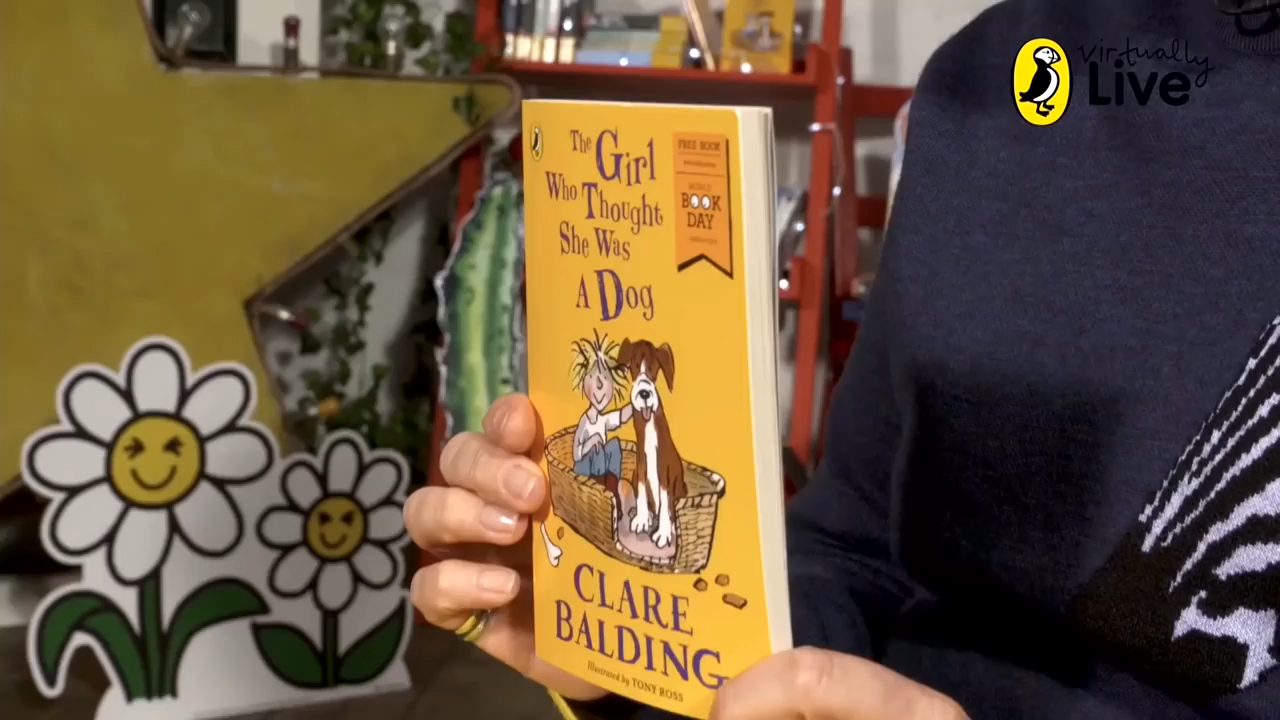 virtually
Live
The Girl
Who Thought
She Was
A Dog
FREE BOOK
WORLD
BOOK
DAY
CLARE
BALDING
Illustrated by TONY ROSS